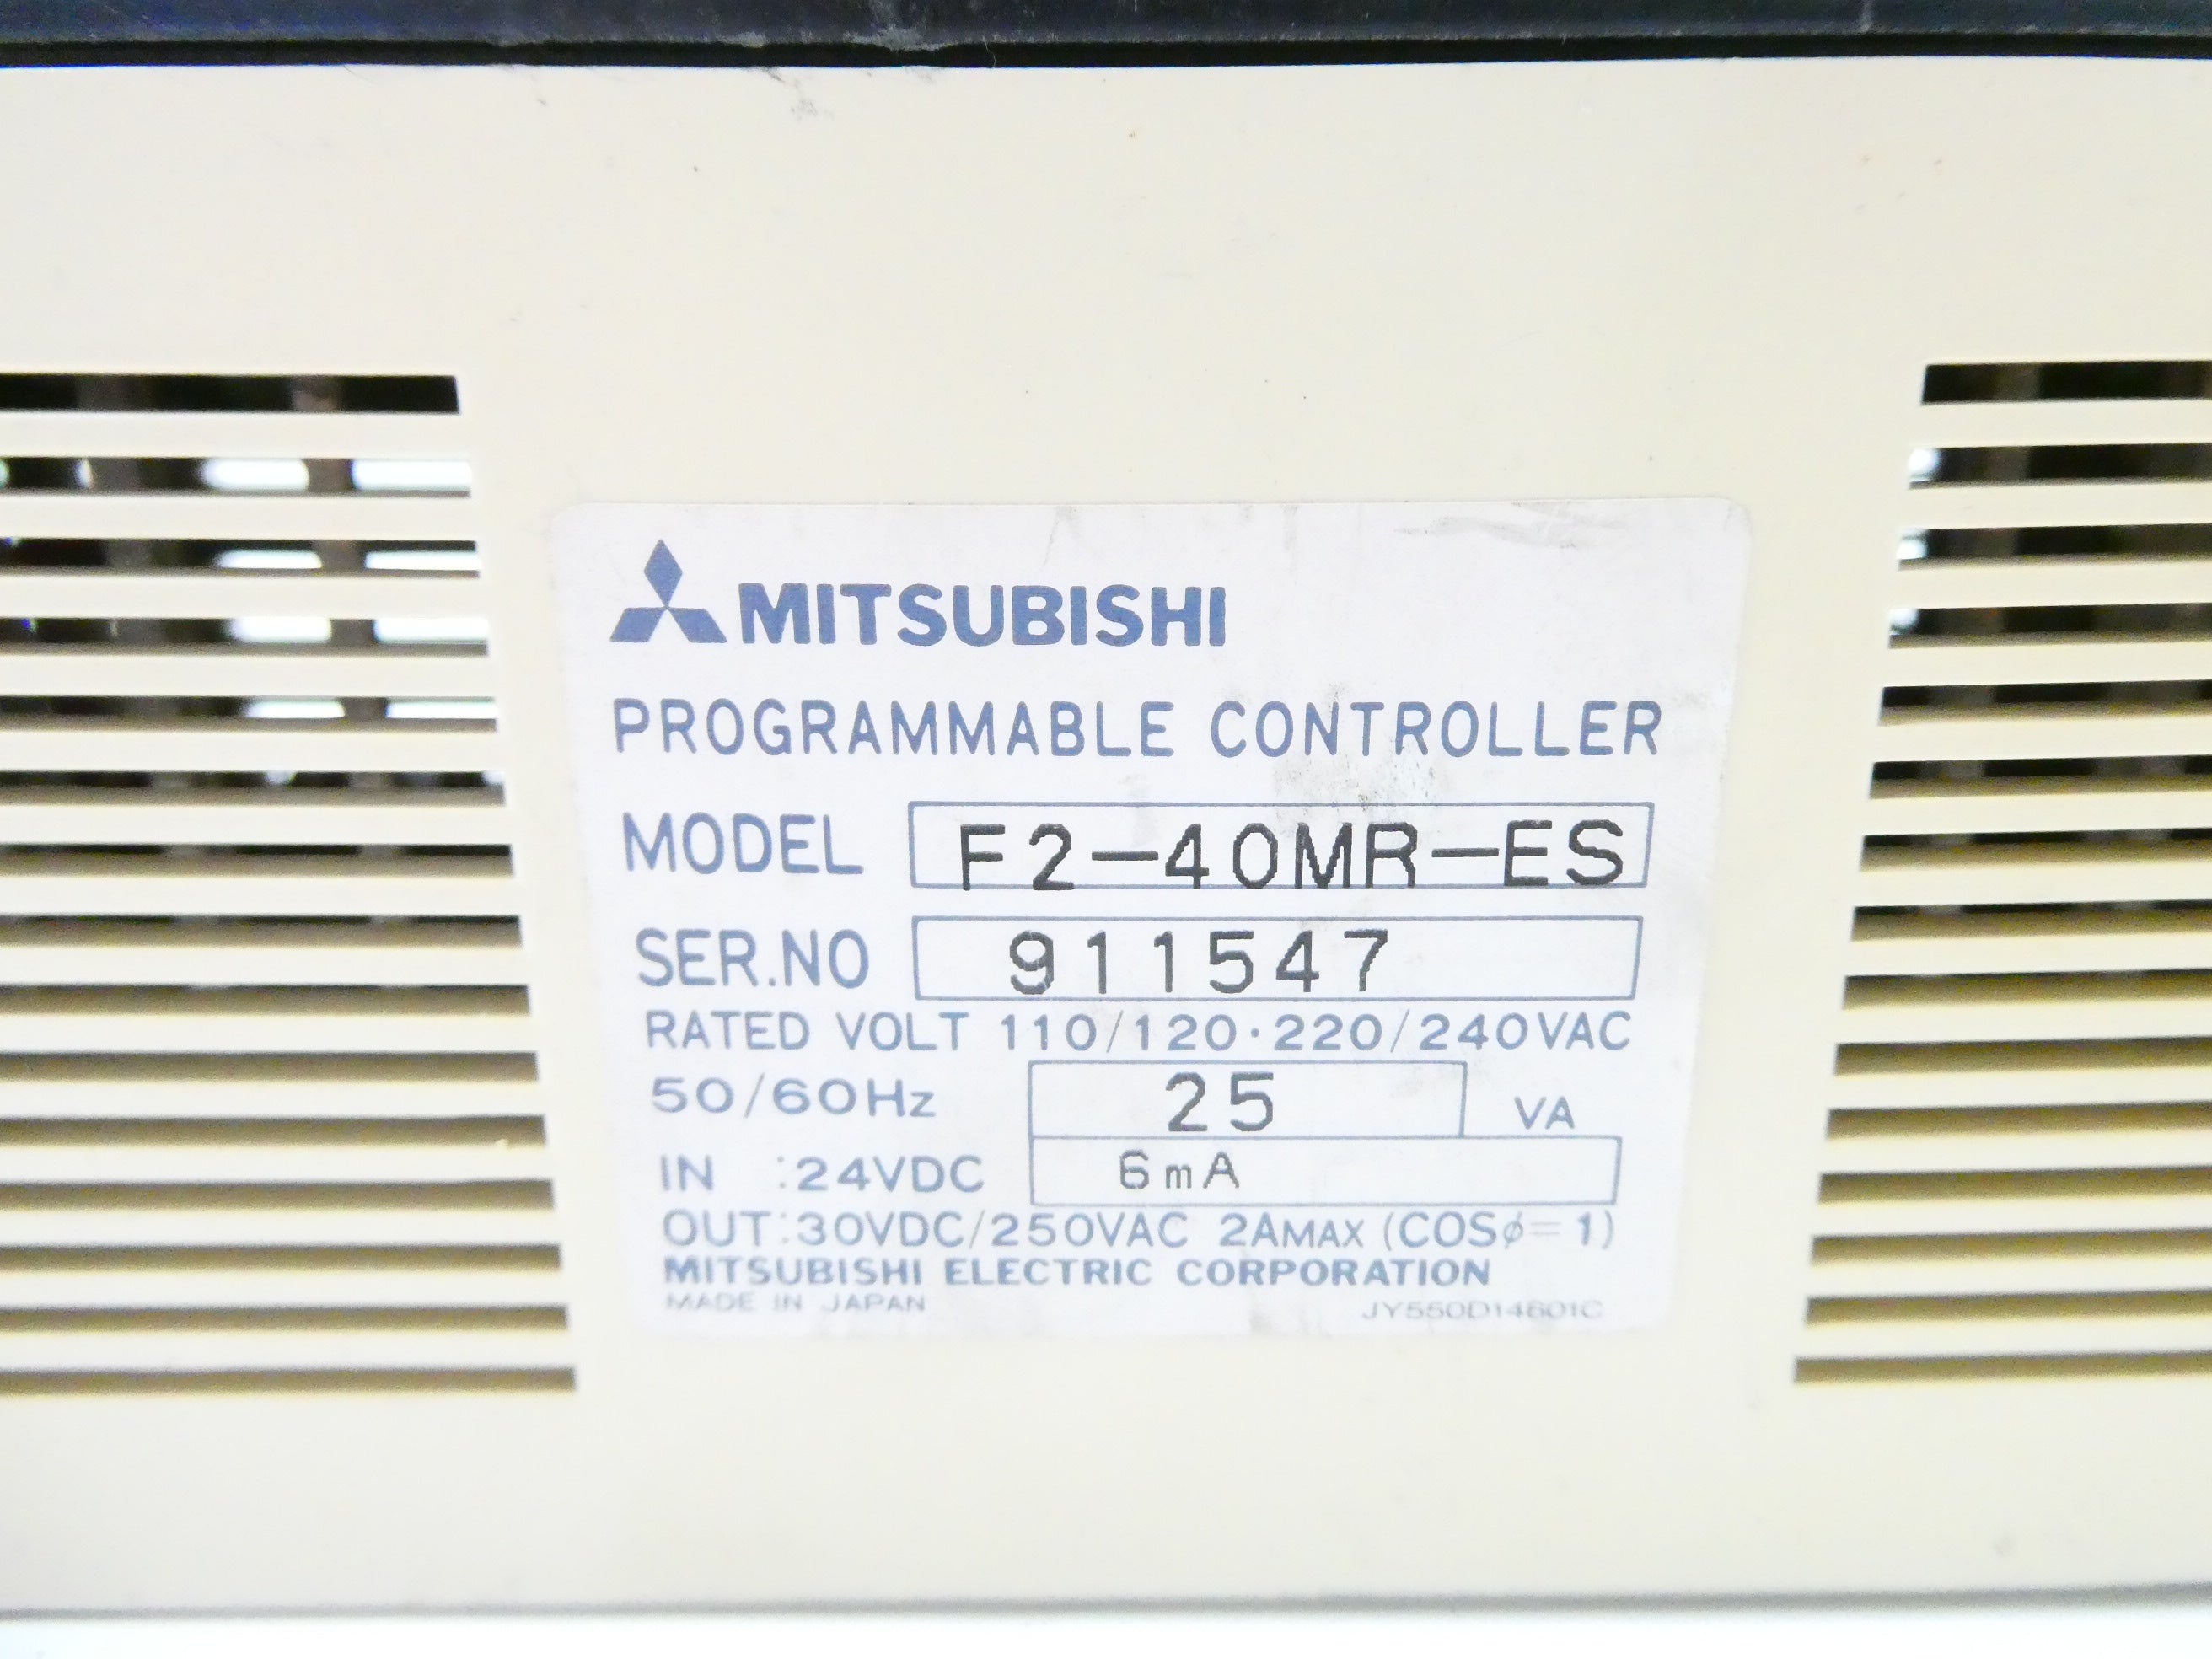 MITSUBISHI
PROGRAMMABLE CONTROLLER
MODEL F2-40MR-ES
SER.NO 911547
RATED VOLT 110/120·220/240VAC
50/60Hz 25 VA
IN :24VDC 6mA
OUT:30VDC/250VAC 2AMAX (COSφ=1)
MITSUBISHI ELECTRIC CORPORATION
MADE IN JAPAN JY550D14601C